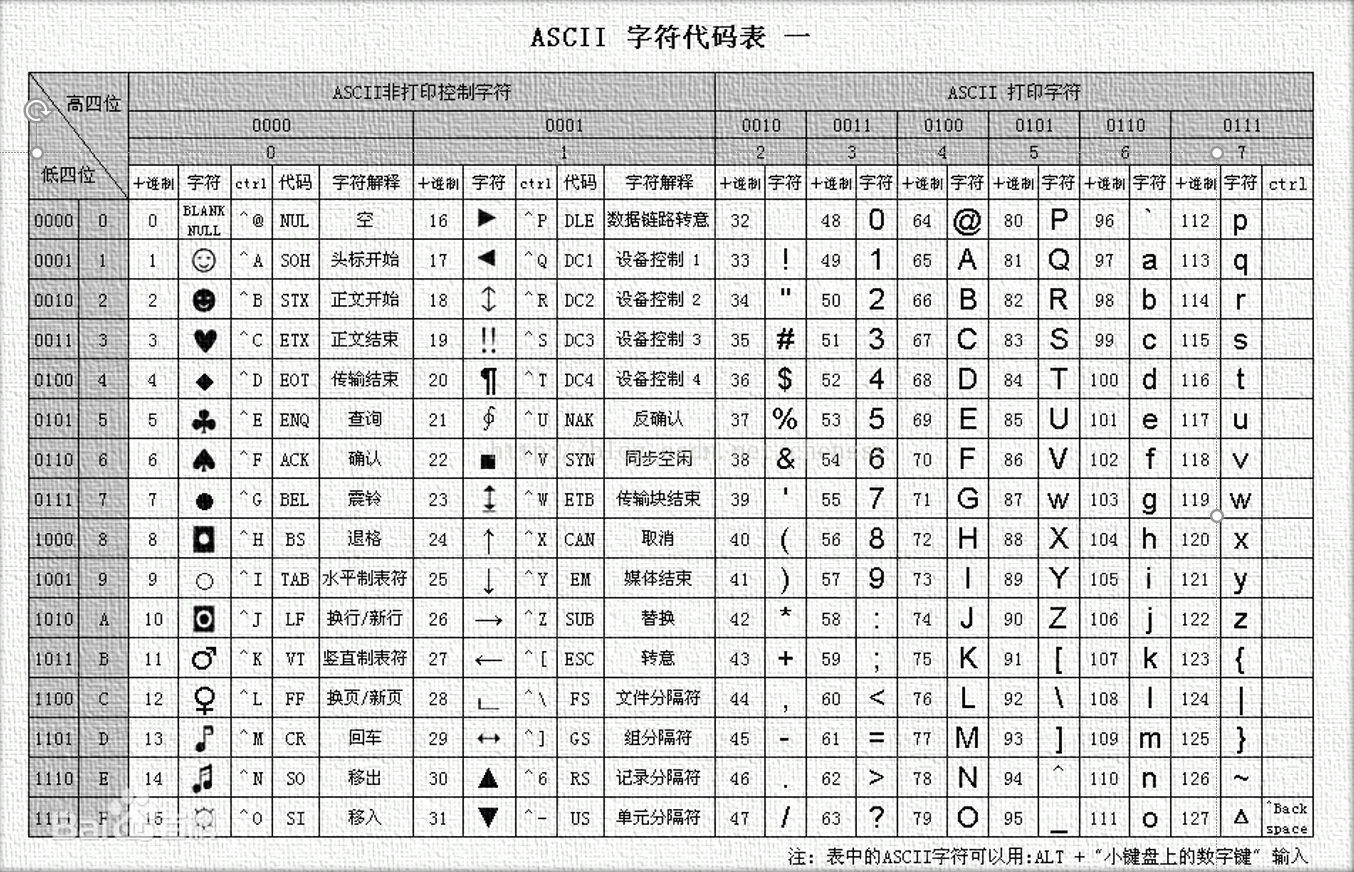 ASCII 字符代码表 一
高四位 ASCII非打印控制字符 ASCII 打印字符
0000 0001 0010 0011 0100 0101 0110 0111
0 1 2 3 4 5 6 7
低四位 十进制 字符 ctrl 代码 字符解释 十进制 字符 ctrl 代码 字符解释 十进制 字符 十进制 字符 十进制 字符 十进制 字符 十进制 字符 十进制 字符 ctrl
0000 0 0 BLANK NULL ^@ NUL 空 16 ► ^P DLE 数据链路转意 32 48 0 64 @ 80 P 96 ` 112 p
0001 1 1 ☺ ^A SOH 头标开始 17 ◄ ^Q DC1 设备控制 1 33 ! 49 1 65 A 81 Q 97 a 113 q
0010 2 2 ☻ ^B STX 正文开始 18 ↕ ^R DC2 设备控制 2 34 " 50 2 66 B 82 R 98 b 114 r
0011 3 3 ♥ ^C ETX 正文结束 19 ‼ ^S DC3 设备控制 3 35 # 51 3 67 C 83 S 99 c 115 s
0100 4 4 ♦ ^D EOT 传输结束 20 ¶ ^T DC4 设备控制 4 36 $ 52 4 68 D 84 T 100 d 116 t
0101 5 5 ♣ ^E ENQ 查询 21 ∮ ^U NAK 反确认 37 % 53 5 69 E 85 U 101 e 117 u
0110 6 6 ♠ ^F ACK 确认 22 ■ ^V SYN 同步空闲 38 & 54 6 70 F 86 V 102 f 118 v
0111 7 7 ● ^G BEL 震铃 23 ↨ ^W ETB 传输块结束 39 ' 55 7 71 G 87 w 103 g 119 w
1000 8 8 ◘ ^H BS 退格 24 ↑ ^X CAN 取消 40 ( 56 8 72 H 88 X 104 h 120 x
1001 9 9 ○ ^I TAB 水平制表符 25 ↓ ^Y EM 媒体结束 41 ) 57 9 73 I 89 Y 105 i 121 y
1010 A 10 ◙ ^J LF 换行/新行 26 → ^Z SUB 替换 42 * 58 : 74 J 90 Z 106 j 122 z
1011 B 11 ♂ ^K VT 竖直制表符 27 ← ^[ ESC 转意 43 + 59 ; 75 K 91 [ 107 k 123 {
1100 C 12 ♀ ^L FF 换页/新页 28 ∟ ^\ FS 文件分隔符 44 , 60 < 76 L 92 \ 108 l 124 |
1101 D 13 ♪ ^M CR 回车 29 ↔ ^] GS 组分隔符 45 - 61 = 77 M 93 ] 109 m 125 }
1110 E 14 ♫ ^N SO 移出 30 ▲ ^6 RS 记录分隔符 46 . 62 > 78 N 94 ^ 110 n 126 ~
1111 F 15 ☼ ^O SI 移入 31 ▼ ^- US 单元分隔符 47 / 63 ? 79 O 95 _ 111 o 127 Δ ^Back space
注: 表中的ASCII字符可以用:ALT + "小键盘上的数字键" 输入